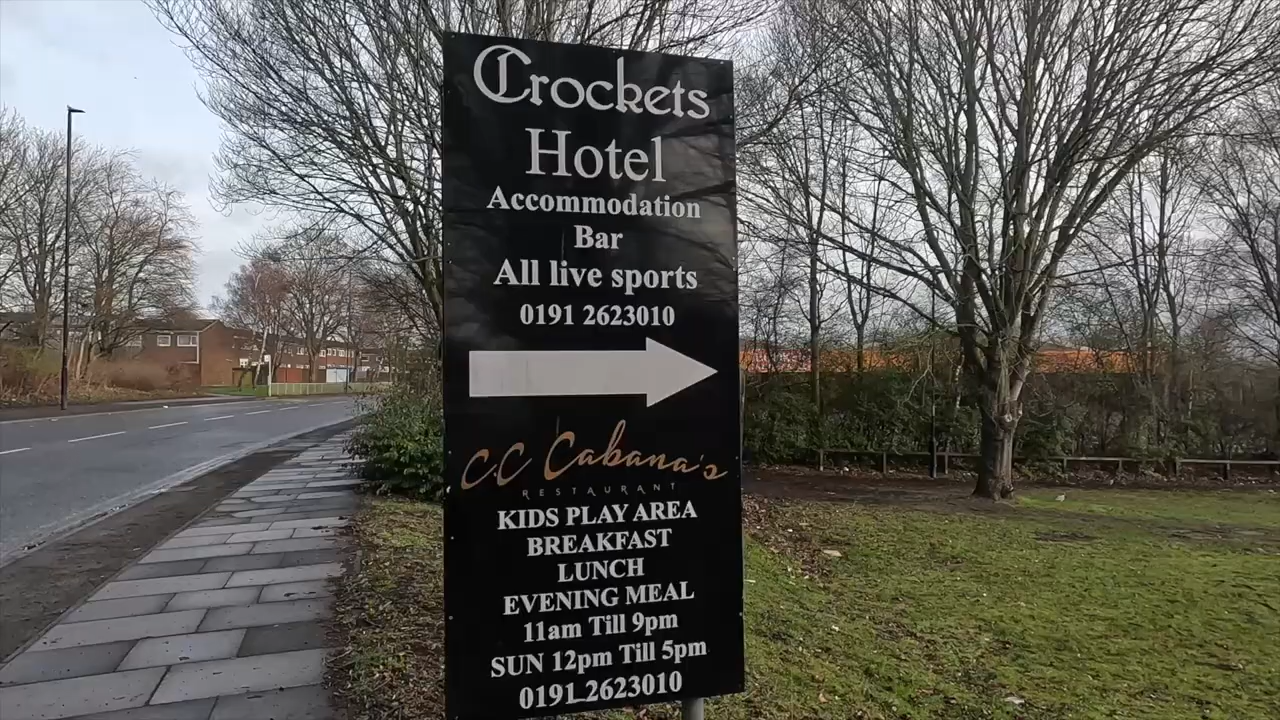 Crockets
Hotel
Accommodation
Bar
All live sports
0191 2623010
CC Cabana's
RESTAURANT
KIDS PLAY AREA
BREAKFAST
LUNCH
EVENING MEAL
11am Till 9pm
SUN 12pm Till 5pm
0191 2623010